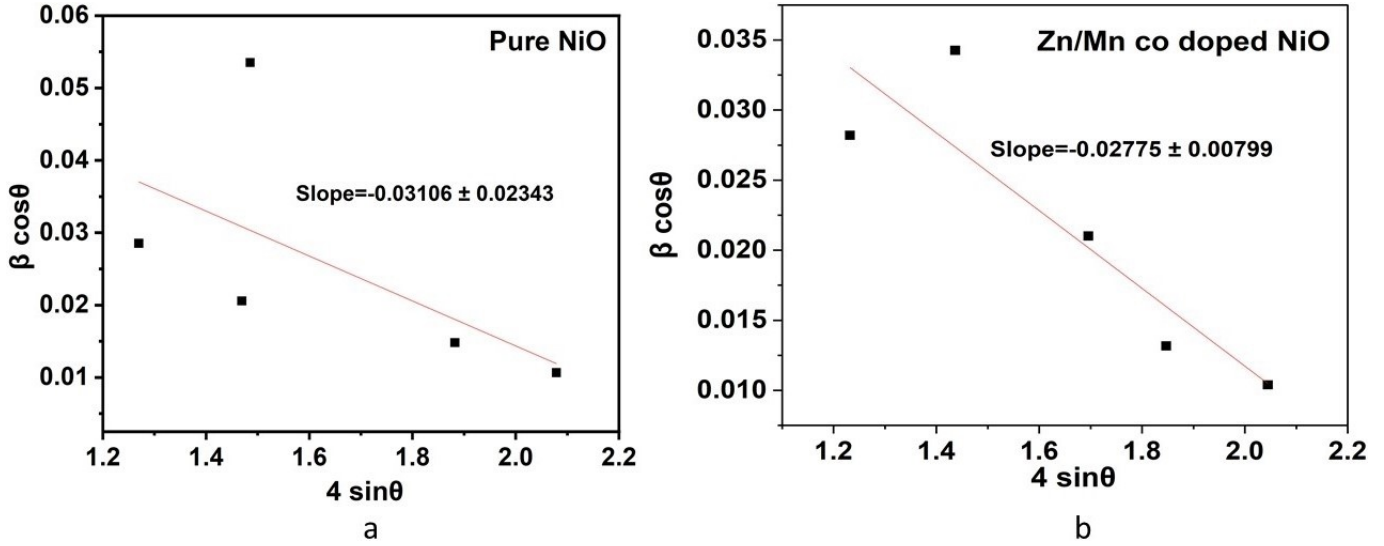 Pure NiO
Slope=-0.03106 ± 0.02343
β cosθ
0.06
0.05
0.04
0.03
0.02
0.01
1.2 1.4 1.6 1.8 2.0 2.2
4 sinθ
a
Zn/Mn co doped NiO
Slope=-0.02775 ± 0.00799
β cosθ
0.035
0.030
0.025
0.020
0.015
0.010
1.2 1.4 1.6 1.8 2.0 2.2
4 sinθ
b